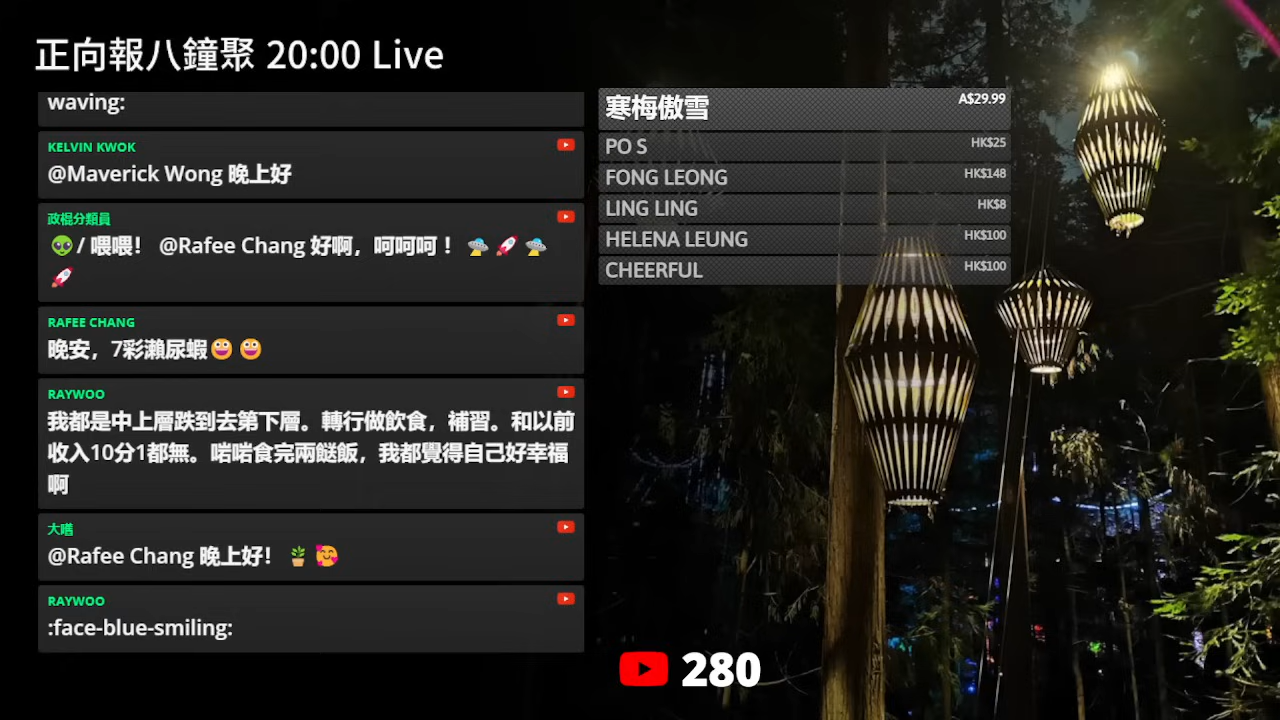 正向報八鐘聚 20:00 Live
waving:
KELVIN KWOK
@Maverick Wong 晚上好
政棍分類員
👽/ 喂喂! @Rafee Chang 好啊，呵呵呵！ 🛸🚀🛸
🚀
RAFEE CHANG
晚安，7彩瀨尿蝦😀😀
RAYWOO
我都是中上層跌到去第下層。轉行做飲食，補習。和以前
收入10分1都無。啱啱食完兩餸飯，我都覺得自己好幸福
啊
大嚿
@Rafee Chang 晚上好! 🪴🥰
RAYWOO
:face-blue-smiling:
寒梅傲雪 A$29.99
PO S HK$25
FONG LEONG HK$148
LING LING HK$8
HELENA LEUNG HK$100
CHEERFUL HK$100
280